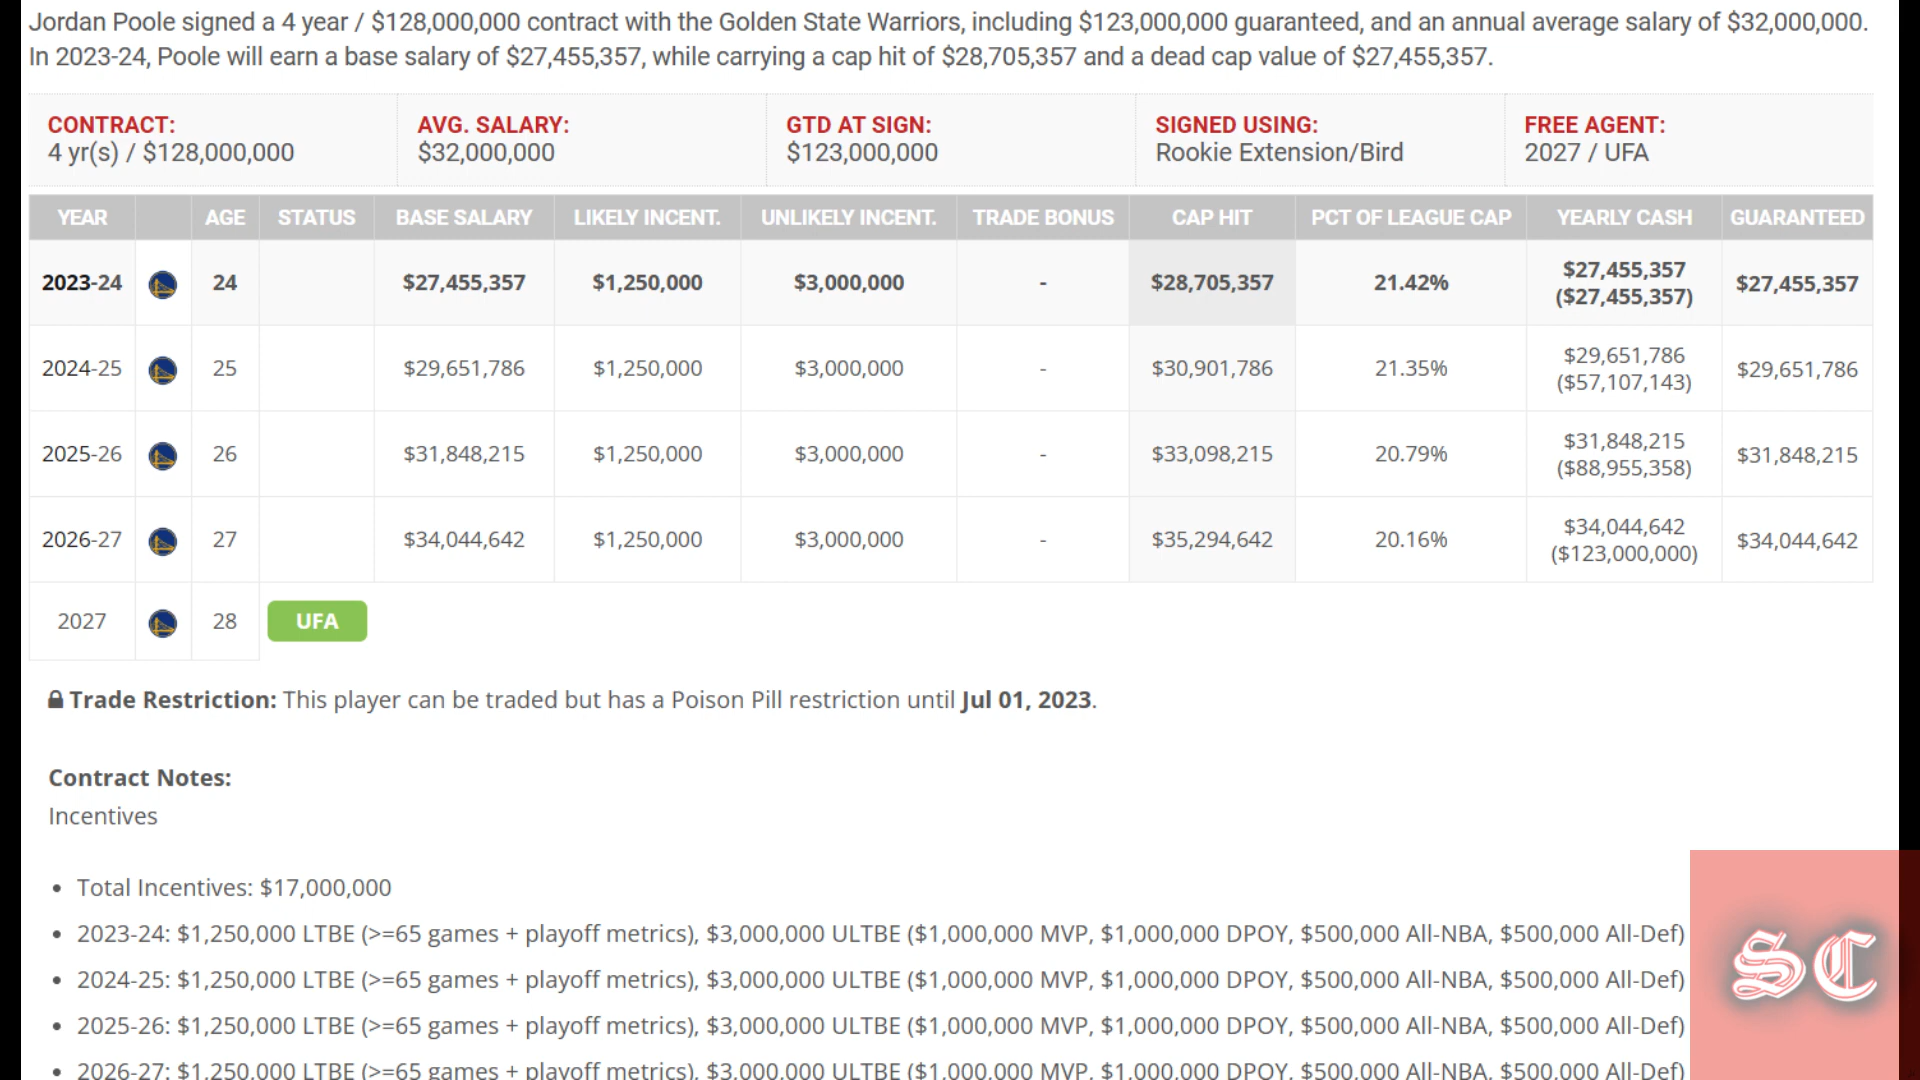 Jordan Poole signed a 4 year / $128,000,000 contract with the Golden State Warriors, including $123,000,000 guaranteed, and an annual average salary of $32,000,000.
In 2023-24, Poole will earn a base salary of $27,455,357, while carrying a cap hit of $28,705,357 and a dead cap value of $27,455,357.
CONTRACT: AVG. SALARY: GTD AT SIGN: SIGNED USING: FREE AGENT:
4 yr(s) / $128,000,000 $32,000,000 $123,000,000 Rookie Extension/Bird 2027 / UFA
YEAR AGE STATUS BASE SALARY LIKELY INCENT. UNLIKELY INCENT. TRADE BONUS CAP HIT PCT OF LEAGUE CAP YEARLY CASH GUARANTEED
2023-24 24 $27,455,357 $1,250,000 $3,000,000 - $28,705,357 21.42% $27,455,357 ($27,455,357) $27,455,357
2024-25 25 $29,651,786 $1,250,000 $3,000,000 - $30,901,786 21.35% $29,651,786 ($57,107,143) $29,651,786
2025-26 26 $31,848,215 $1,250,000 $3,000,000 - $33,098,215 20.79% $31,848,215 ($88,955,358) $31,848,215
2026-27 27 $34,044,642 $1,250,000 $3,000,000 - $35,294,642 20.16% $34,044,642 ($123,000,000) $34,044,642
2027 28 UFA
Trade Restriction: This player can be traded but has a Poison Pill restriction until Jul 01, 2023.
Contract Notes:
Incentives
• Total Incentives: $17,000,000
• 2023-24: $1,250,000 LTBE (>=65 games + playoff metrics), $3,000,000 ULTBE ($1,000,000 MVP, $1,000,000 DPOY, $500,000 All-NBA, $500,000 All-Def)
• 2024-25: $1,250,000 LTBE (>=65 games + playoff metrics), $3,000,000 ULTBE ($1,000,000 MVP, $1,000,000 DPOY, $500,000 All-NBA, $500,000 All-Def)
• 2025-26: $1,250,000 LTBE (>=65 games + playoff metrics), $3,000,000 ULTBE ($1,000,000 MVP, $1,000,000 DPOY, $500,000 All-NBA, $500,000 All-Def)
• 2026-27: $1,250,000 LTBE (>=65 games + playoff metrics), $3,000,000 ULTBE ($1,000,000 MVP, $1,000,000 DPOY, $500,000 All-NBA, $500,000 All-Def)
SC